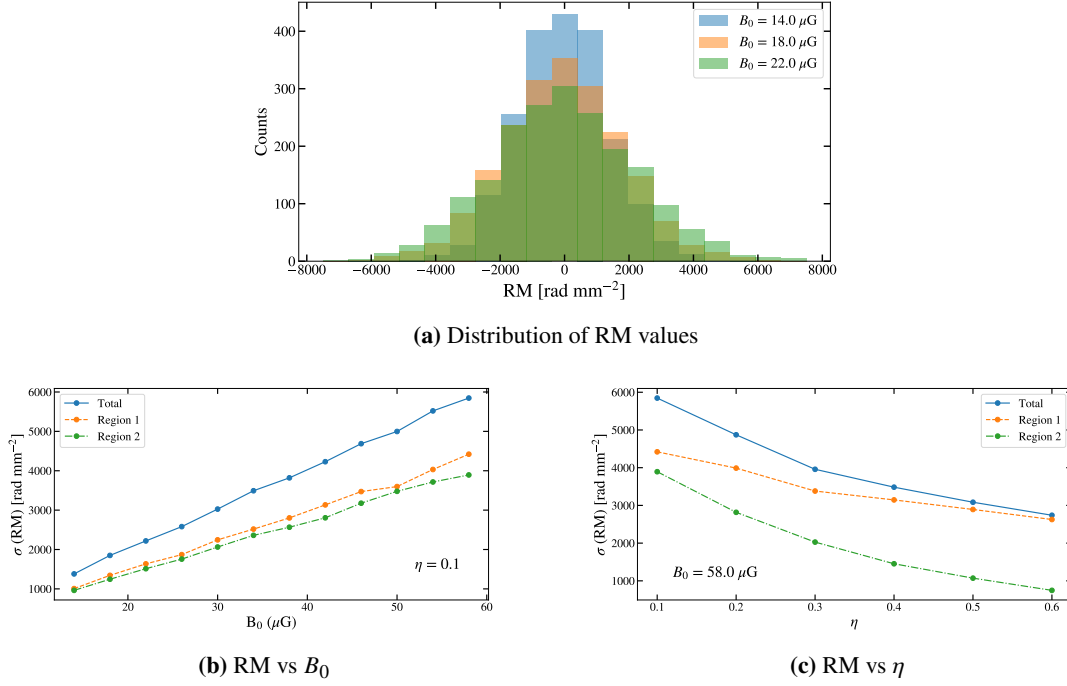 400
300
200
100
0
Counts
B₀ = 14.0 μG
B₀ = 18.0 μG
B₀ = 22.0 μG
−8000 −6000 −4000 −2000 0 2000 4000 6000 8000
RM [rad mm⁻²]
(a) Distribution of RM values
6000
5000
4000
3000
2000
1000
σ (RM) [rad mm⁻²]
Total
Region 1
Region 2
η = 0.1
20 30 40 50 60
B₀ (μG)
(b) RM vs B₀
6000
5000
4000
3000
2000
1000
σ (RM) [rad mm⁻²]
Total
Region 1
Region 2
B₀ = 58.0 μG
0.1 0.2 0.3 0.4 0.5 0.6
η
(c) RM vs η